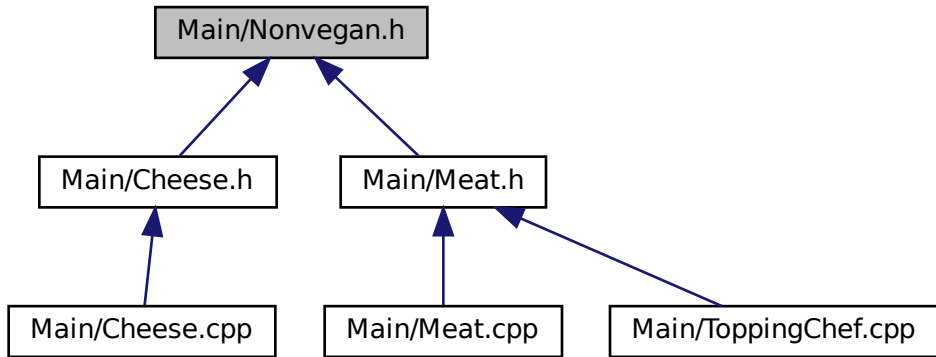 Main/Nonvegan.h
Main/Cheese.h
Main/Meat.h
Main/Cheese.cpp
Main/Meat.cpp
Main/ToppingChef.cpp